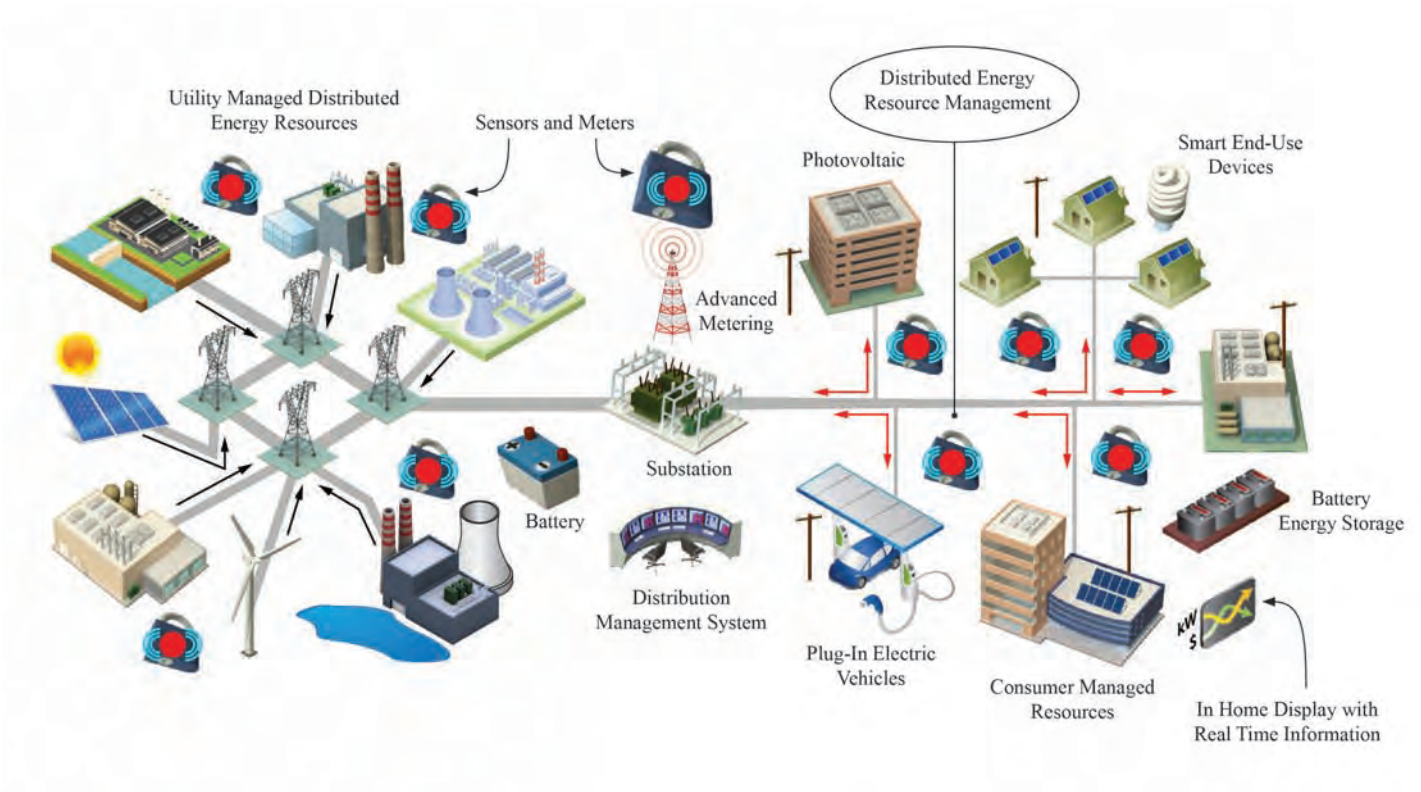 Distributed Energy
Resource Management
Utility Managed Distributed
Energy Resources
Sensors and Meters
Photovoltaic
Smart End-Use
Devices
Advanced
Metering
Substation
Battery
Battery
Energy Storage
Distribution
Management System
kW
$
Plug-In Electric
Vehicles
Consumer Managed
Resources
In Home Display with
Real Time Information